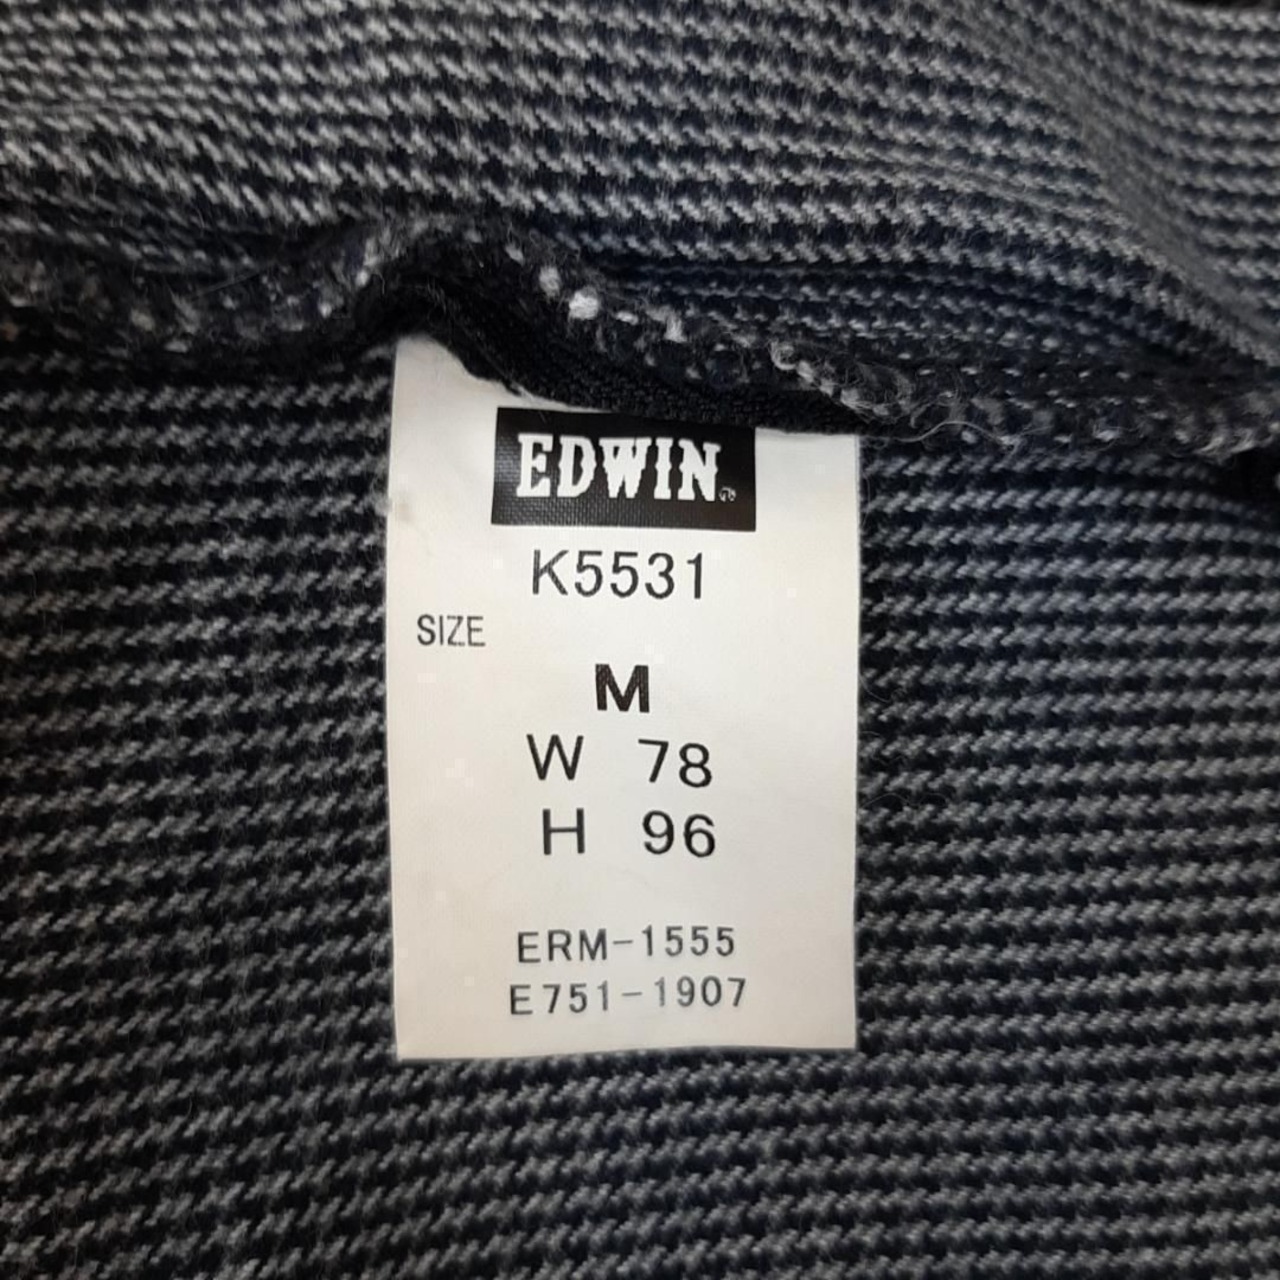 EDWIN
K5531
SIZE
M
W 78
H 96
ERM-1555
E751-1907